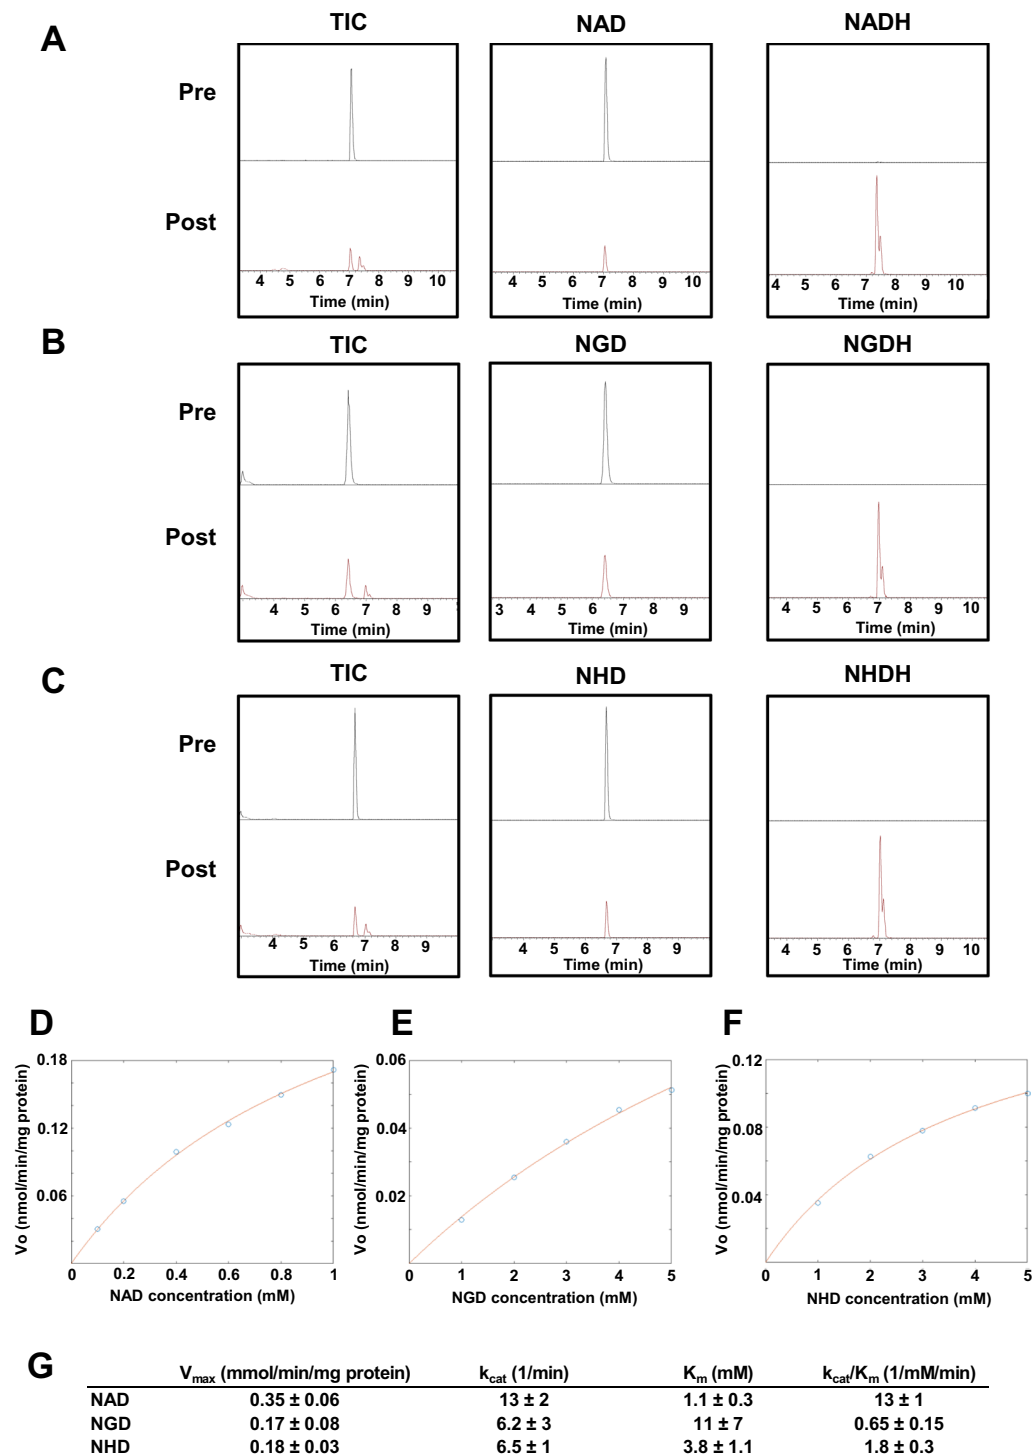 A
TIC NAD NADH
Pre
Post
4 5 6 7 8 9 10
Time (min)
4 5 6 7 8 9 10
Time (min)
4 5 6 7 8 9 10
Time (min)
B
TIC NGD NGDH
Pre
Post
4 5 6 7 8 9
Time (min)
3 4 5 6 7 8 9
Time (min)
4 5 6 7 8 9 10
Time (min)
C
TIC NHD NHDH
Pre
Post
4 5 6 7 8 9
Time (min)
4 5 6 7 8 9
Time (min)
4 5 6 7 8 9 10
Time (min)
D
Vo (nmol/min/mg protein)
0.18
0.12
0.06
0 0.2 0.4 0.6 0.8 1
NAD concentration (mM)
E
Vo (nmol/min/mg protein)
0.06
0.04
0.02
0 1 2 3 4 5
NGD concentration (mM)
F
Vo (nmol/min/mg protein)
0.12
0.08
0.04
0 1 2 3 4 5
NHD concentration (mM)
G
Vmax (mmol/min/mg protein) kcat (1/min) Km (mM) kcat/Km (1/mM/min)
NAD 0.35 ± 0.06 13 ± 2 1.1 ± 0.3 13 ± 1
NGD 0.17 ± 0.08 6.2 ± 3 11 ± 7 0.65 ± 0.15
NHD 0.18 ± 0.03 6.5 ± 1 3.8 ± 1.1 1.8 ± 0.3